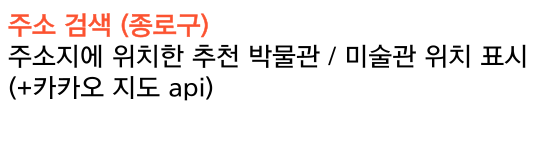 주소 검색 (종로구)
주소지에 위치한 추천 박물관 / 미술관 위치 표시
(+카카오 지도 api)